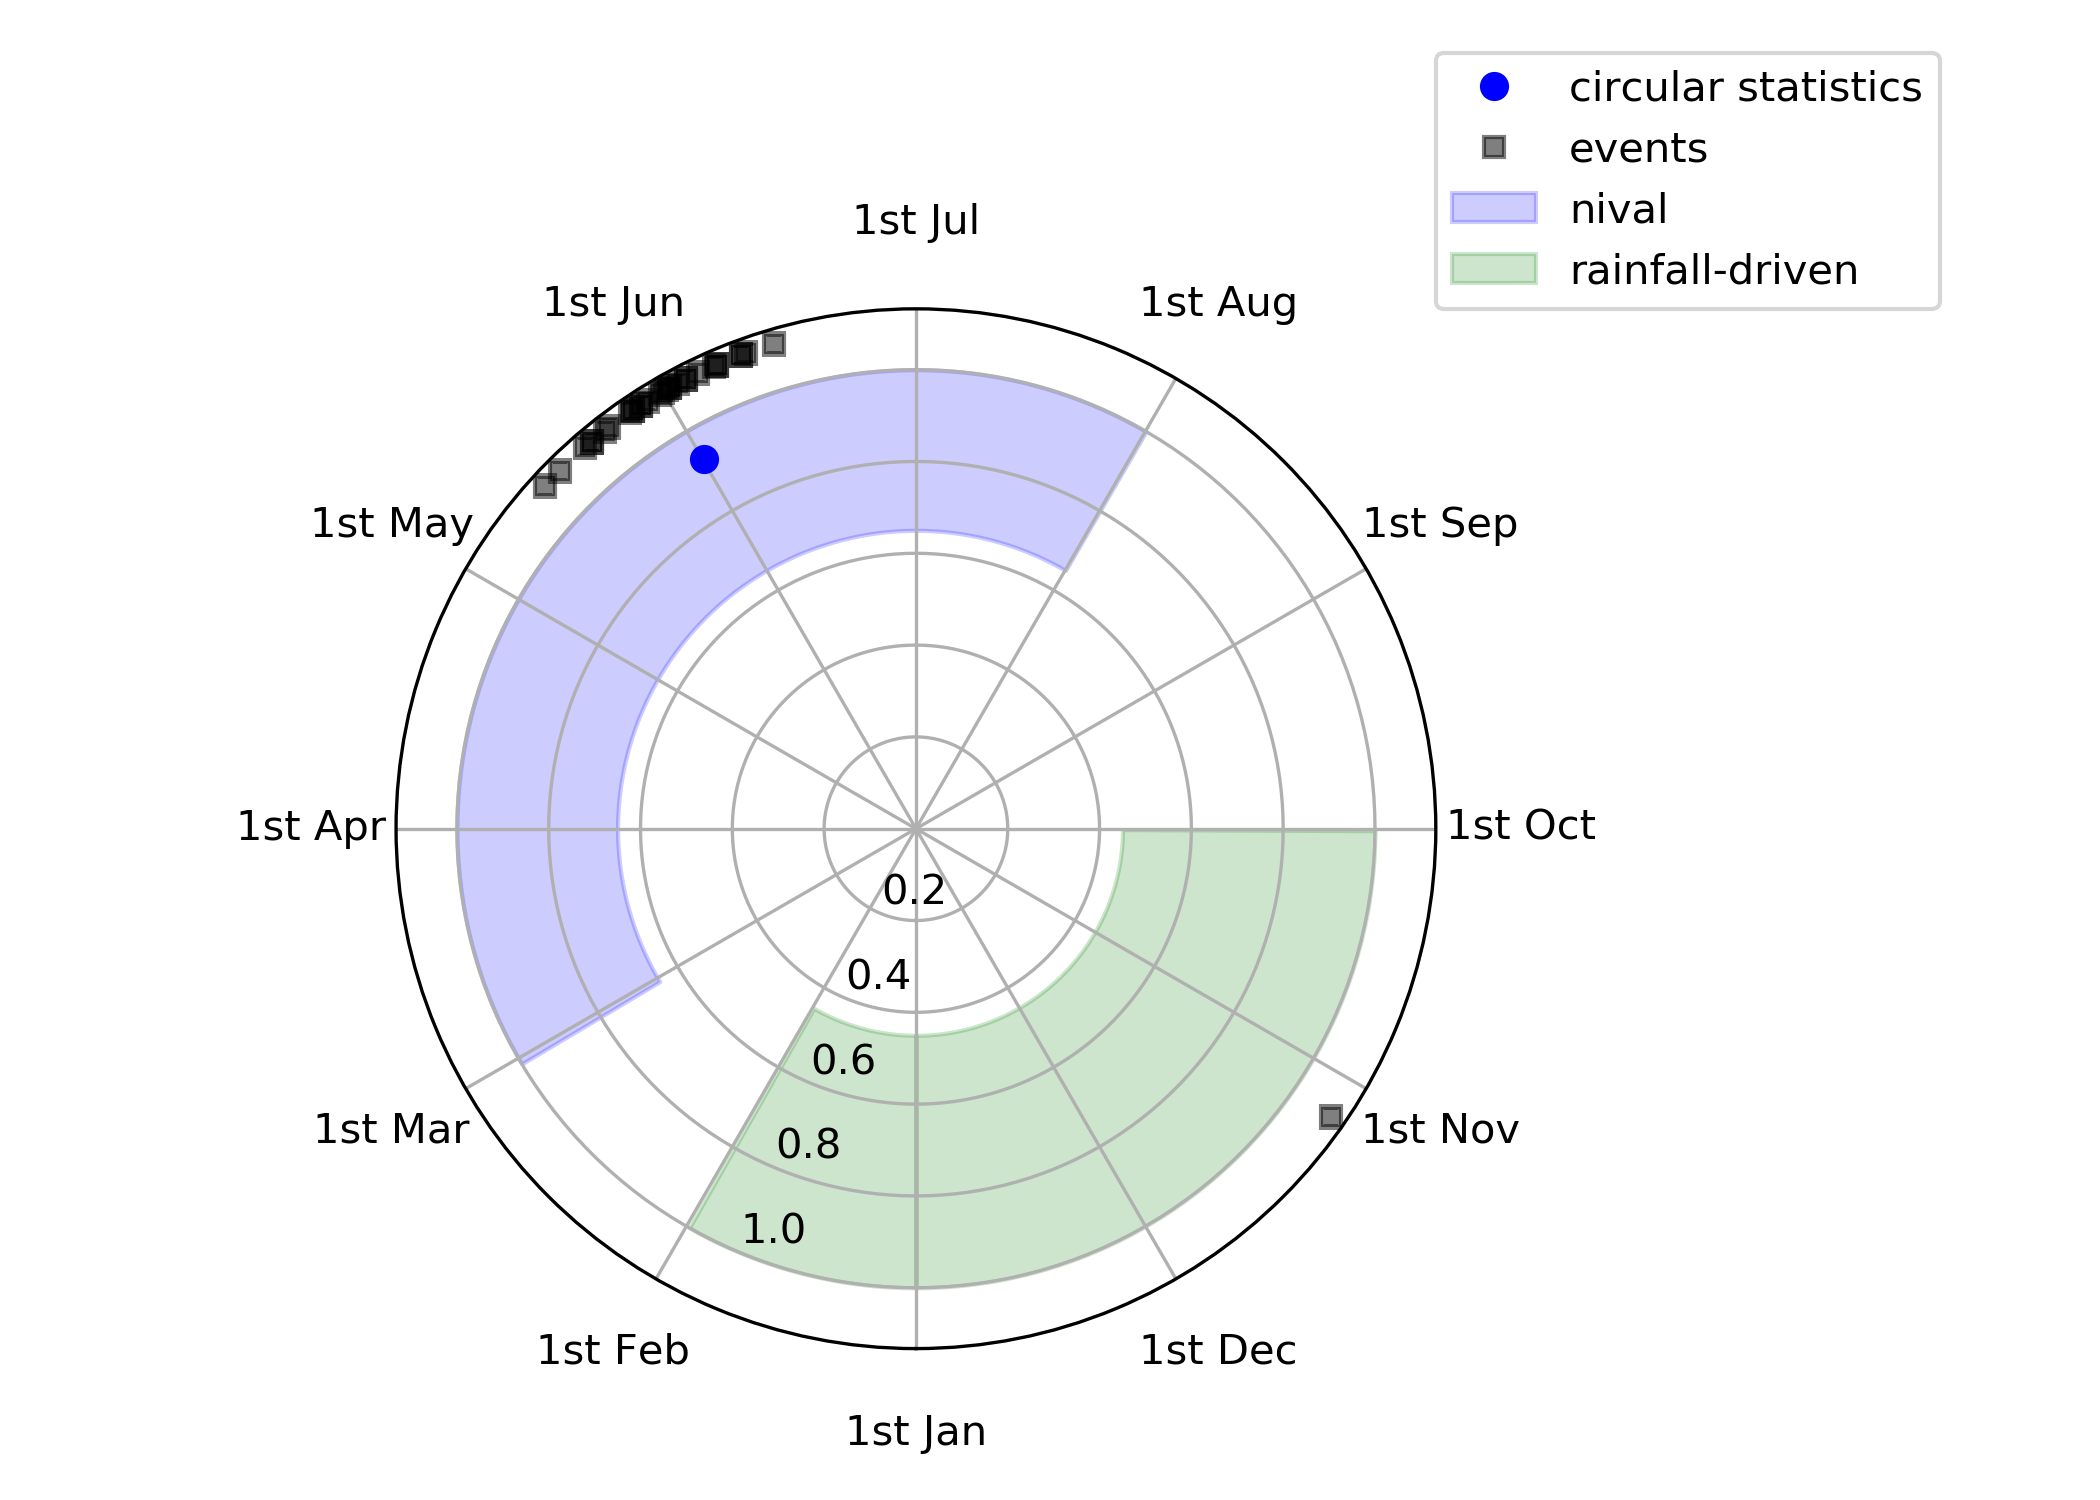 circular statistics
events
nival
rainfall-driven
1st Jul
1st Jun
1st Aug
1st May
1st Sep
1st Apr
1st Oct
0.2
0.4
0.6
1st Mar
0.8
1st Nov
1.0
1st Feb
1st Dec
1st Jan